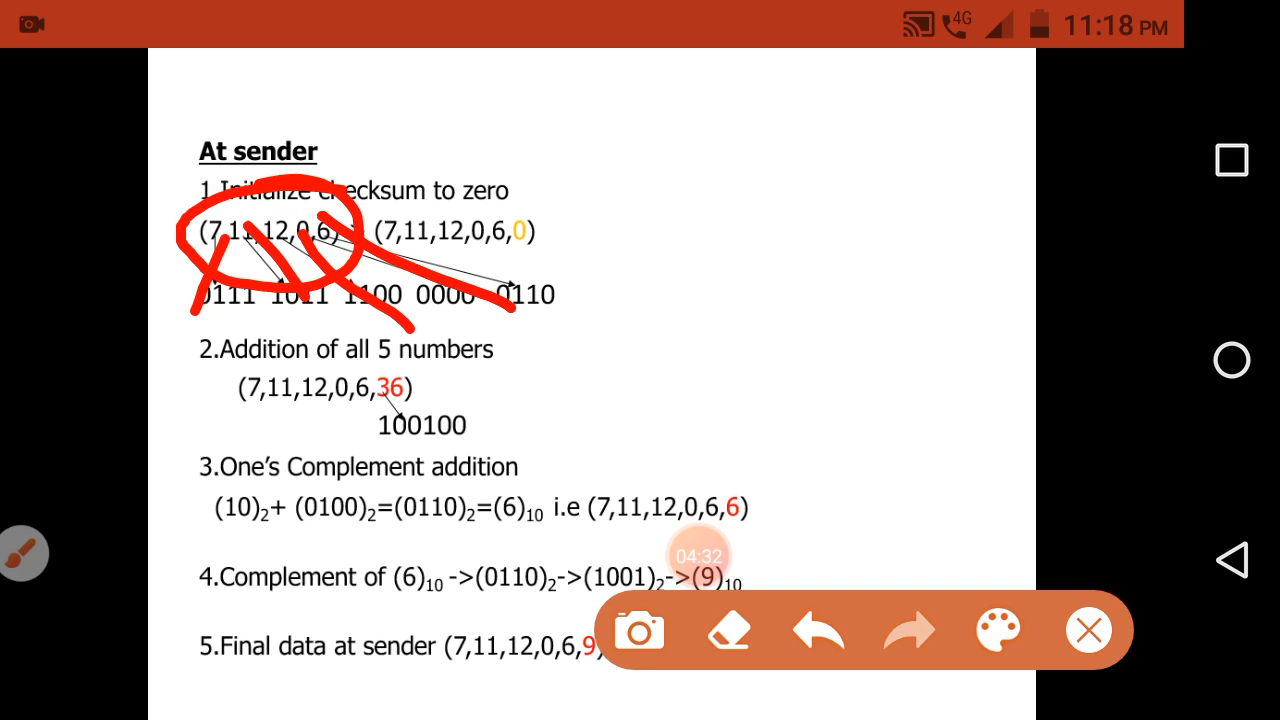 4G 11:18 PM
At sender
1.Initialize checksum to zero
(7,11,12,0,6) (7,11,12,0,6,0)
0111 1011 1100 0000 0110
2.Addition of all 5 numbers
(7,11,12,0,6,36)
100100
3.One’s Complement addition
(10)₂+ (0100)₂=(0110)₂=(6)₁₀ i.e (7,11,12,0,6,6)
04:32
4.Complement of (6)₁₀ ->(0110)₂->(1001)₂->(9)₁₀
5.Final data at sender (7,11,12,0,6,9)